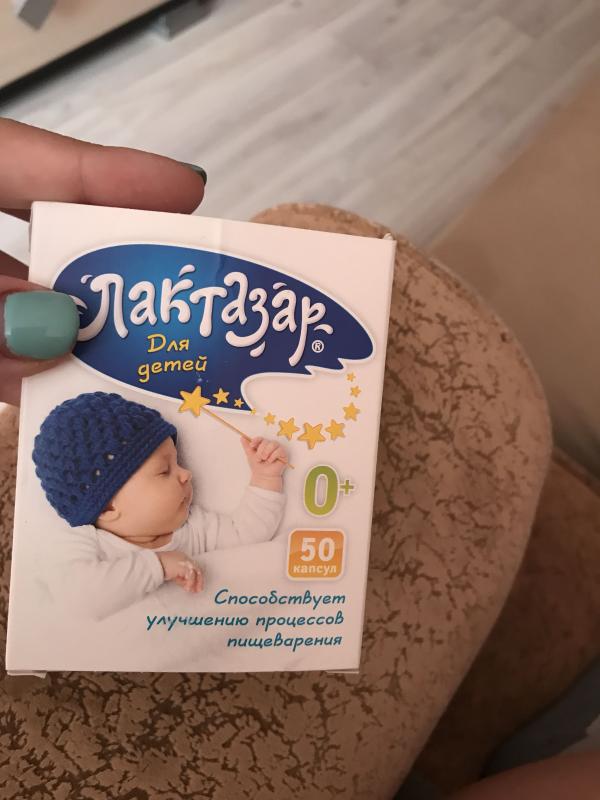 Лактазар®
Для
детей
0+
50
капсул
Способствует
улучшению процессов
пищеварения